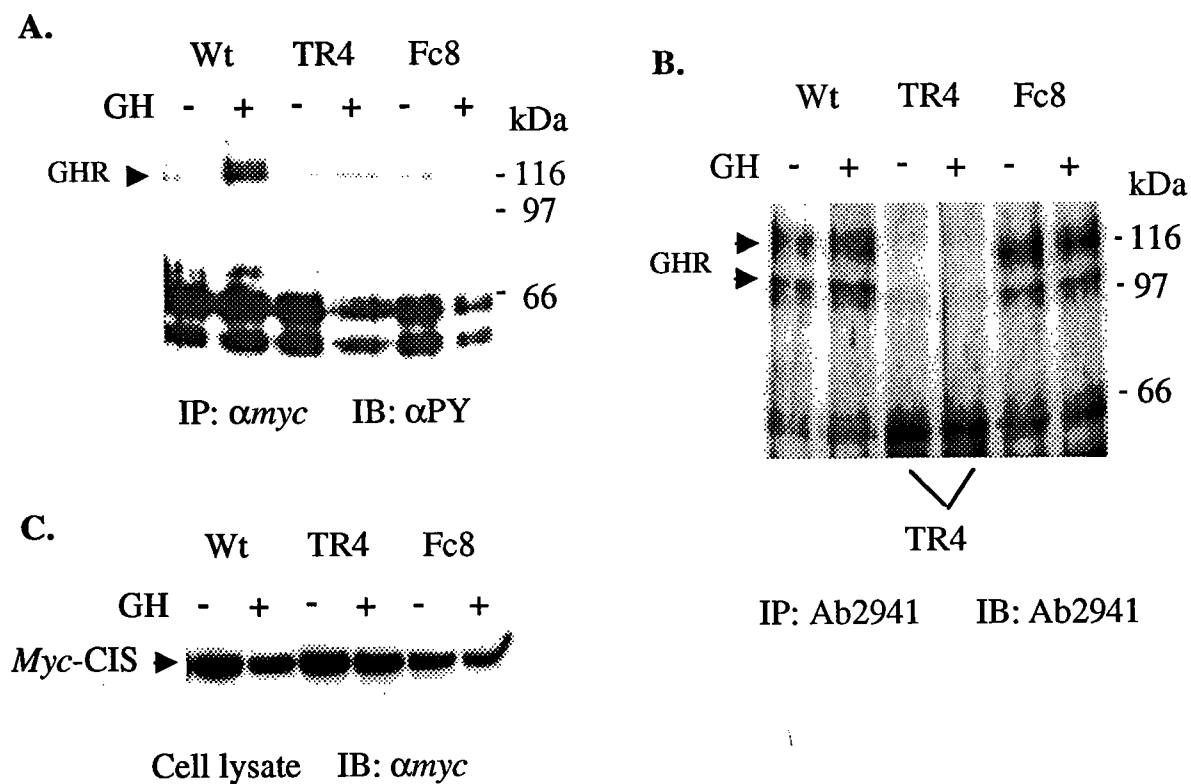 A.
Wt TR4 Fc8
GH - + - + - +
kDa
GHR
- 116
- 97
- 66
IP: αmyc IB: αPY
B.
Wt TR4 Fc8
GH - + - + - +
kDa
GHR
- 116
- 97
- 66
TR4
IP: Ab2941 IB: Ab2941
C.
Wt TR4 Fc8
GH - + - + - +
Myc-CIS
Cell lysate IB: αmyc